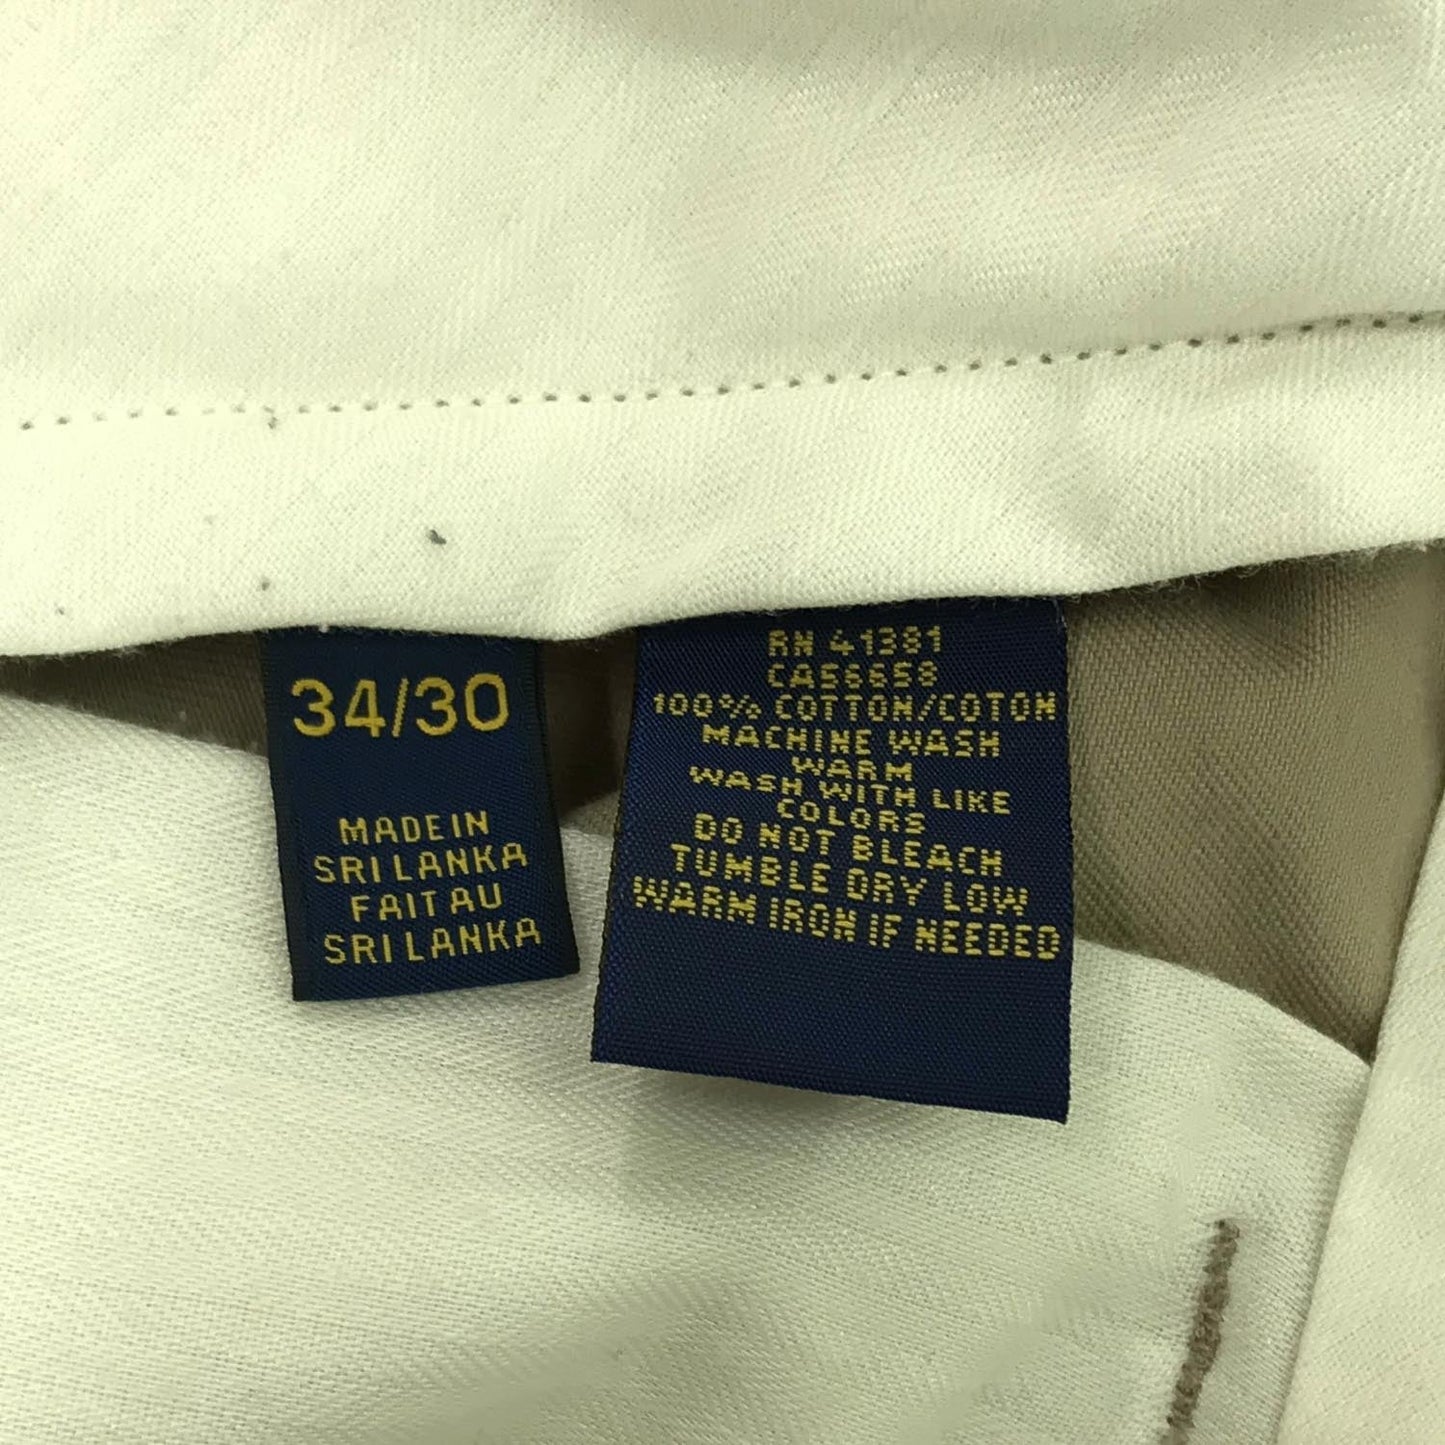 34/30
MADE IN
SRI LANKA
FAIT AU
SRI LANKA
RN 41381
CA56658
100% COTTON/COTON
MACHINE WASH
WARM
WASH WITH LIKE
COLORS
DO NOT BLEACH
TUMBLE DRY LOW
WARM IRON IF NEEDED